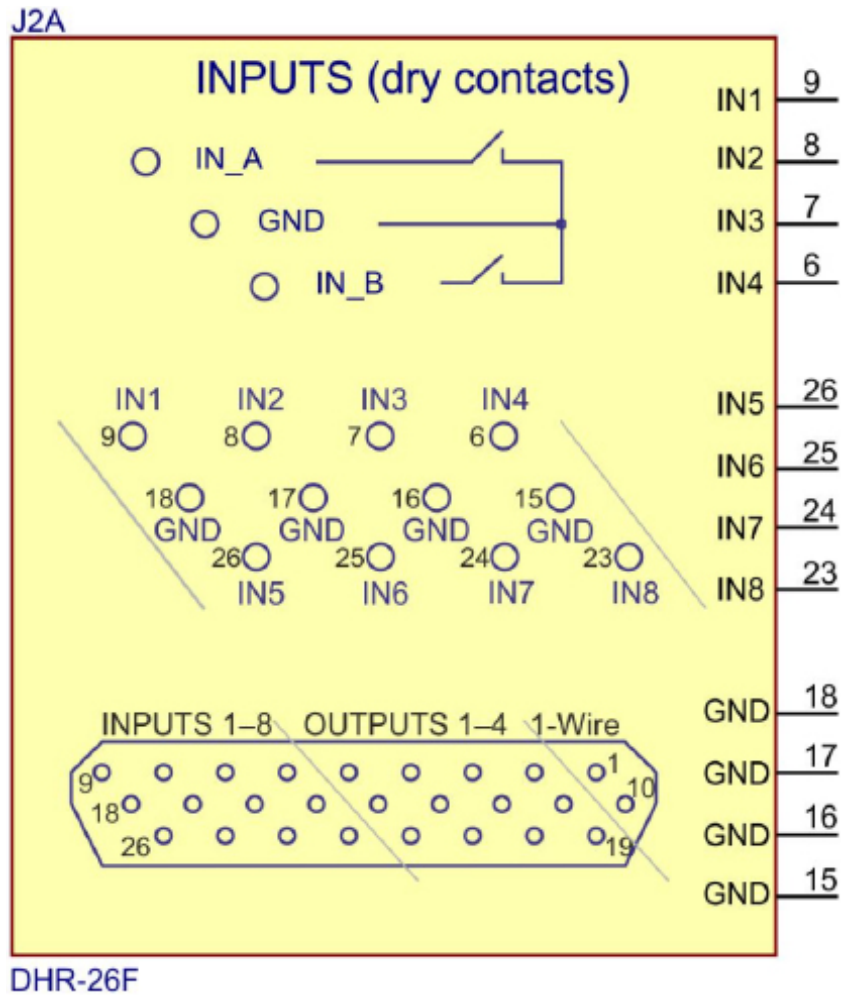 J2A
INPUTS (dry contacts)
IN_A
GND
IN_B
IN1 9
IN2 8
IN3 7
IN4 6
IN5 26
IN6 25
IN7 24
IN8 23
GND 18
GND 17
GND 16
GND 15
IN1 IN2 IN3 IN4
9 8 7 6
18 17 16 15
GND GND GND GND
26 25 24 23
IN5 IN6 IN7 IN8
INPUTS 1–8 OUTPUTS 1–4 1-Wire
9 1
18 10
26 19
DHR-26F